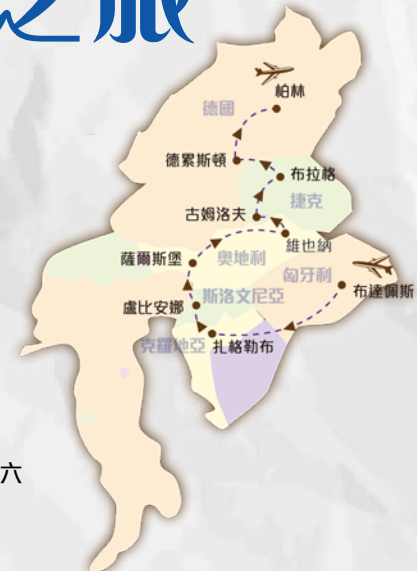 之旅
柏林
德國
德累斯頓
布拉格
捷克
古姆洛夫
維也納
薩爾斯堡
奧地利
匈牙利
布達佩斯
斯洛文尼亞
盧比安娜
克羅地亞
扎格勒布
六